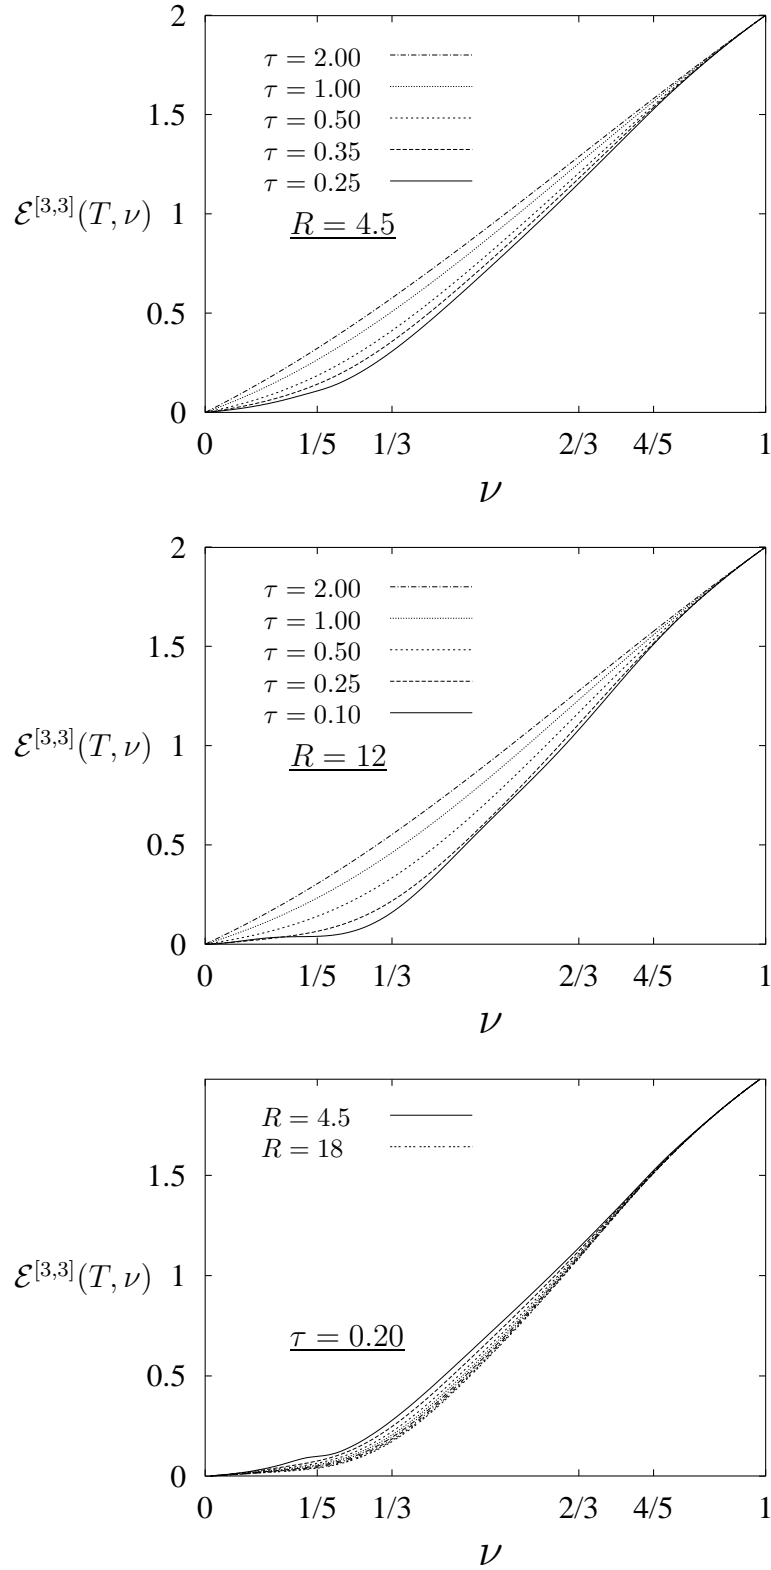 2
τ = 2.00
τ = 1.00
1.5
τ = 0.50
τ = 0.35
τ = 0.25
ℰ^[3,3](T, ν) 1
R = 4.5
0.5
0
0 1/5 1/3 2/3 4/5 1
ν
2
τ = 2.00
τ = 1.00
1.5
τ = 0.50
τ = 0.25
τ = 0.10
ℰ^[3,3](T, ν) 1
R = 12
0.5
0
0 1/5 1/3 2/3 4/5 1
ν
R = 4.5
R = 18
1.5
ℰ^[3,3](T, ν) 1
τ = 0.20
0.5
0
0 1/5 1/3 2/3 4/5 1
ν